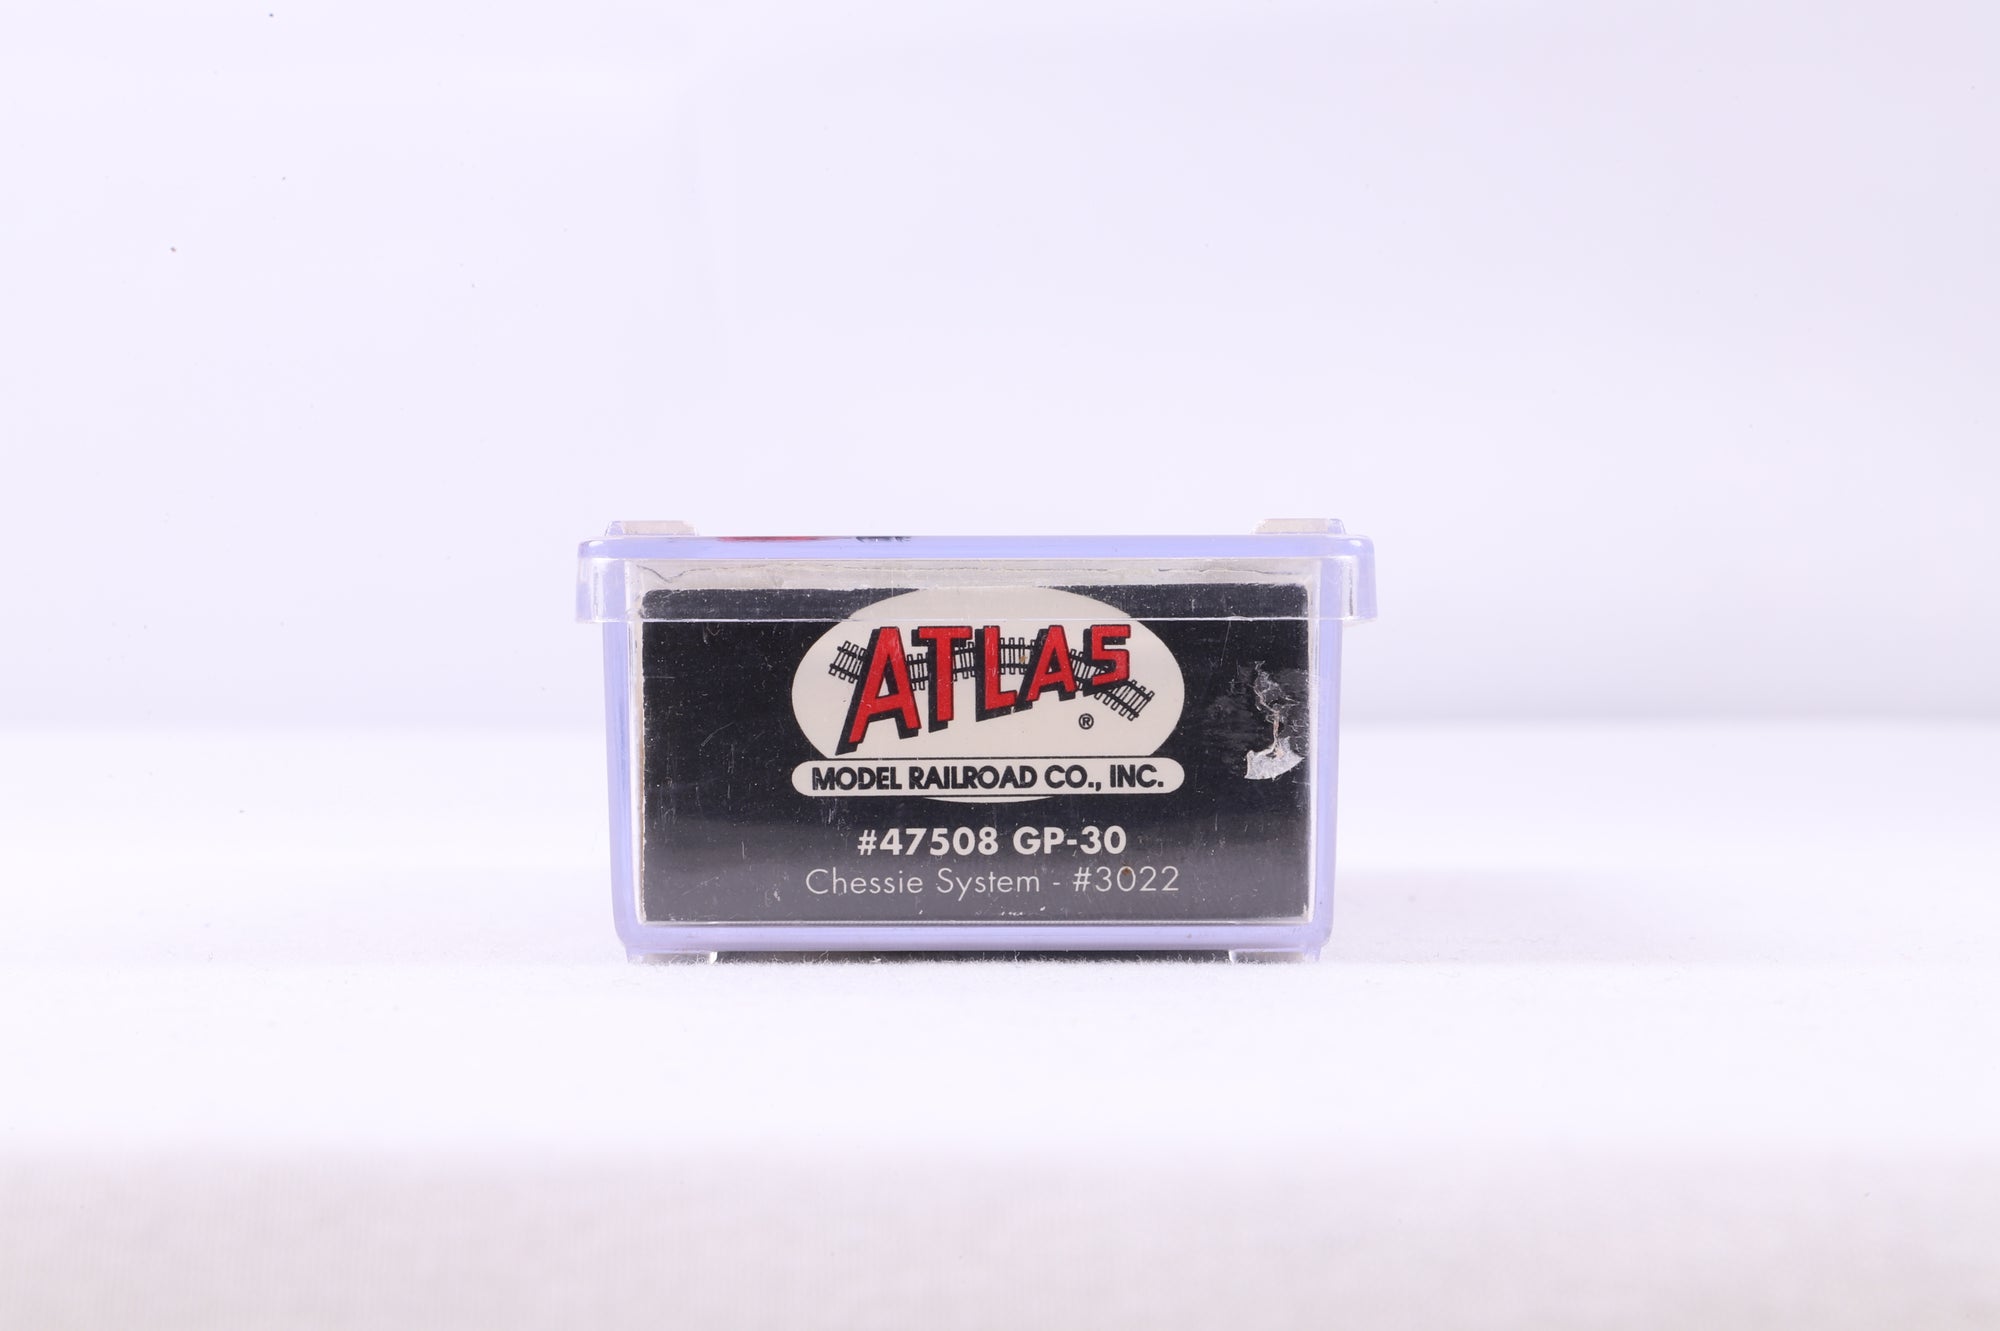 ATLAS
®
MODEL RAILROAD CO., INC.
#47508 GP-30
Chessie System - #3022